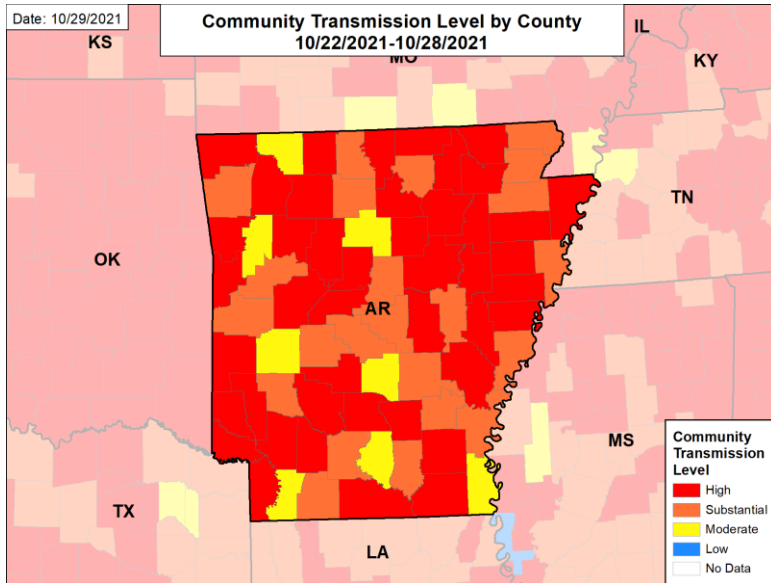 Date: 10/29/2021
Community Transmission Level by County
10/22/2021-10/28/2021
KS
MO
IL
KY
OK
AR
TN
TX
LA
MS
Community
Transmission
Level
High
Substantial
Moderate
Low
No Data